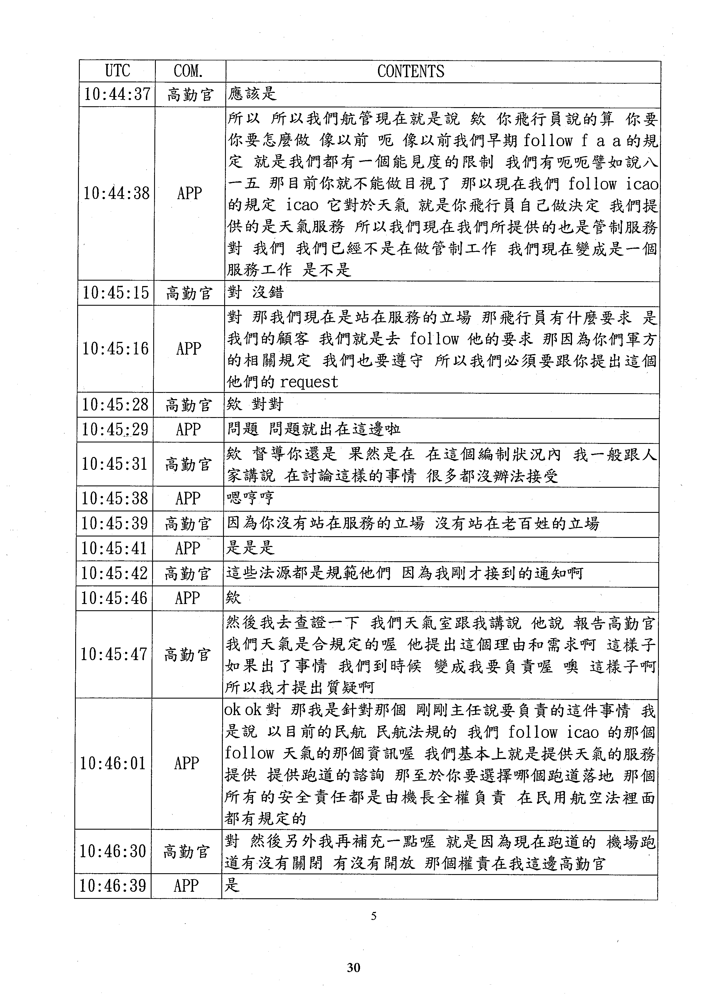 UTC COM. CONTENTS
10:44:37 高勤官 應該是
10:44:38 APP
所以 所以我們航管現在就是說 欸 你飛行員說的算 你要
你要怎麼做 像以前 呃 像以前我們早期 follow f a a 的規
定 就是我們都有一個能見度的限制 我們有呃呃譬如說八
一五 那目前你就不能做目視了 那以現在我們 follow icao
的規定 icao 它對於天氣 就是你飛行員自己做決定 我們提
供的是天氣服務 所以我們現在我們所提供的也是管制服務
對 我們 我們已經不是在做管制工作 我們現在變成是一個
服務工作 是不是
10:45:15 高勤官 對 沒錯
10:45:16 APP
對 那我們現在是站在服務的立場 那飛行員有什麼要求 是
我們的顧客 我們就是去 follow 他的要求 那因為你們軍方
的相關規定 我們也要遵守 所以我們必須要跟你提出這個
他們的 request
10:45:28 高勤官 欸 對對
10:45:29 APP 問題 問題就出在這邊啦
10:45:31 高勤官
欸 督導你還是 果然是在 在這個編制狀況內 我一般跟人
家講說 在討論這樣的事情 很多都沒辦法接受
10:45:38 APP 嗯哼哼
10:45:39 高勤官 因為你沒有站在服務的立場 沒有站在老百姓的立場
10:45:41 APP 是是是
10:45:42 高勤官 這些法源都是規範他們 因為我剛才接到的通知啊
10:45:46 APP 欸
10:45:47 高勤官
然後我去查證一下 我們天氣室跟我講說 他說 報告高勤官
我們天氣是合規定的喔 他提出這個理由和需求啊 這樣子
如果出了事情 我們到時候 變成我要負責喔 噢 這樣子啊
所以我才提出質疑啊
10:46:01 APP
ok ok 對 那我是針對那個 剛剛主任說要負責的這件事情 我
是說 以目前的民航 民航法規的 我們 follow icao 的那個
follow 天氣的那個資訊喔 我們基本上就是提供天氣的服務
提供 提供跑道的諮詢 那至於你要選擇哪個跑道落地 那個
所有的安全責任都是由機長全權負責 在民用航空法裡面
都有規定的
10:46:30 高勤官
對 然後另外我再補充一點喔 就是因為現在跑道的 機場跑
道有沒有關閉 有沒有開放 那個權責在我這邊高勤官
10:46:39 APP 是
5
30